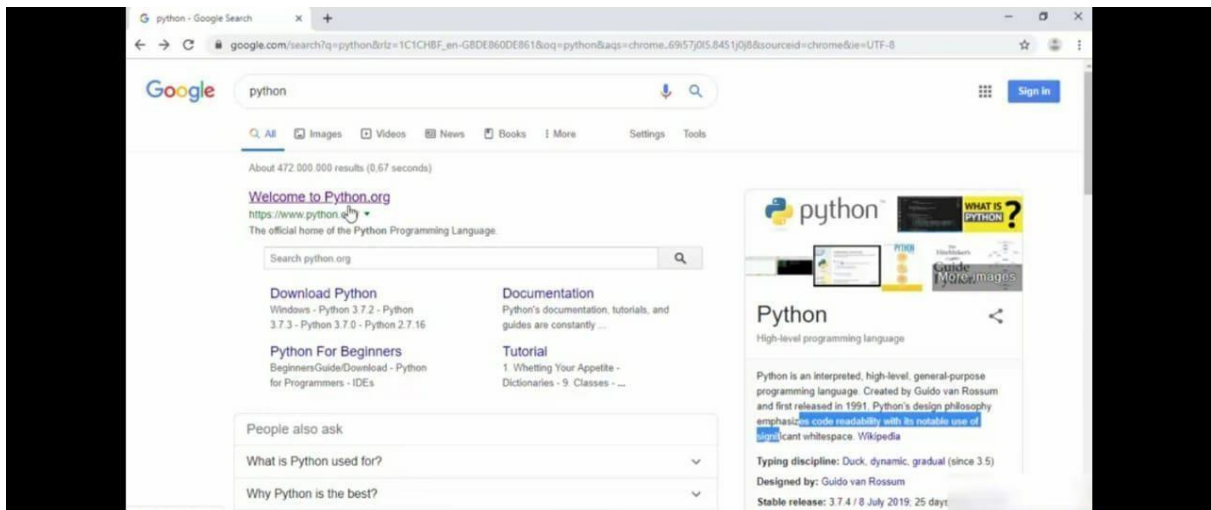 python - Google Search
google.com/search?q=python&rlz=1C1CHBF_en-GBDE860DE861&oq=python&aqs=chrome..69i57j0l5.8451j0j8&sourceid=chrome&ie=UTF-8
Google
python
Sign in
All Images Videos News Books More Settings Tools
About 472.000.000 results (0,67 seconds)
Welcome to Python.org
https://www.python.
The official home of the Python Programming Language.
Search python.org
Download Python
Windows - Python 3.7.2 - Python
3.7.3 - Python 3.7.0 - Python 2.7.16
Documentation
Python's documentation, tutorials, and
guides are constantly ...
Python For Beginners
BeginnersGuide/Download - Python
for Programmers - IDEs
Tutorial
1. Whetting Your Appetite -
Dictionaries - 9. Classes - ...
People also ask
What is Python used for?
Why Python is the best?
python
WHAT IS
PYTHON ?
PYTHON
Guide
More images
Python
High-level programming language
Python is an interpreted, high-level, general-purpose
programming language. Created by Guido van Rossum
and first released in 1991, Python's design philosophy
emphasizes code readability with its notable use of
significant whitespace. Wikipedia
Typing discipline: Duck, dynamic, gradual (since 3.5)
Designed by: Guido van Rossum
Stable release: 3.7.4 / 8 July 2019; 25 days